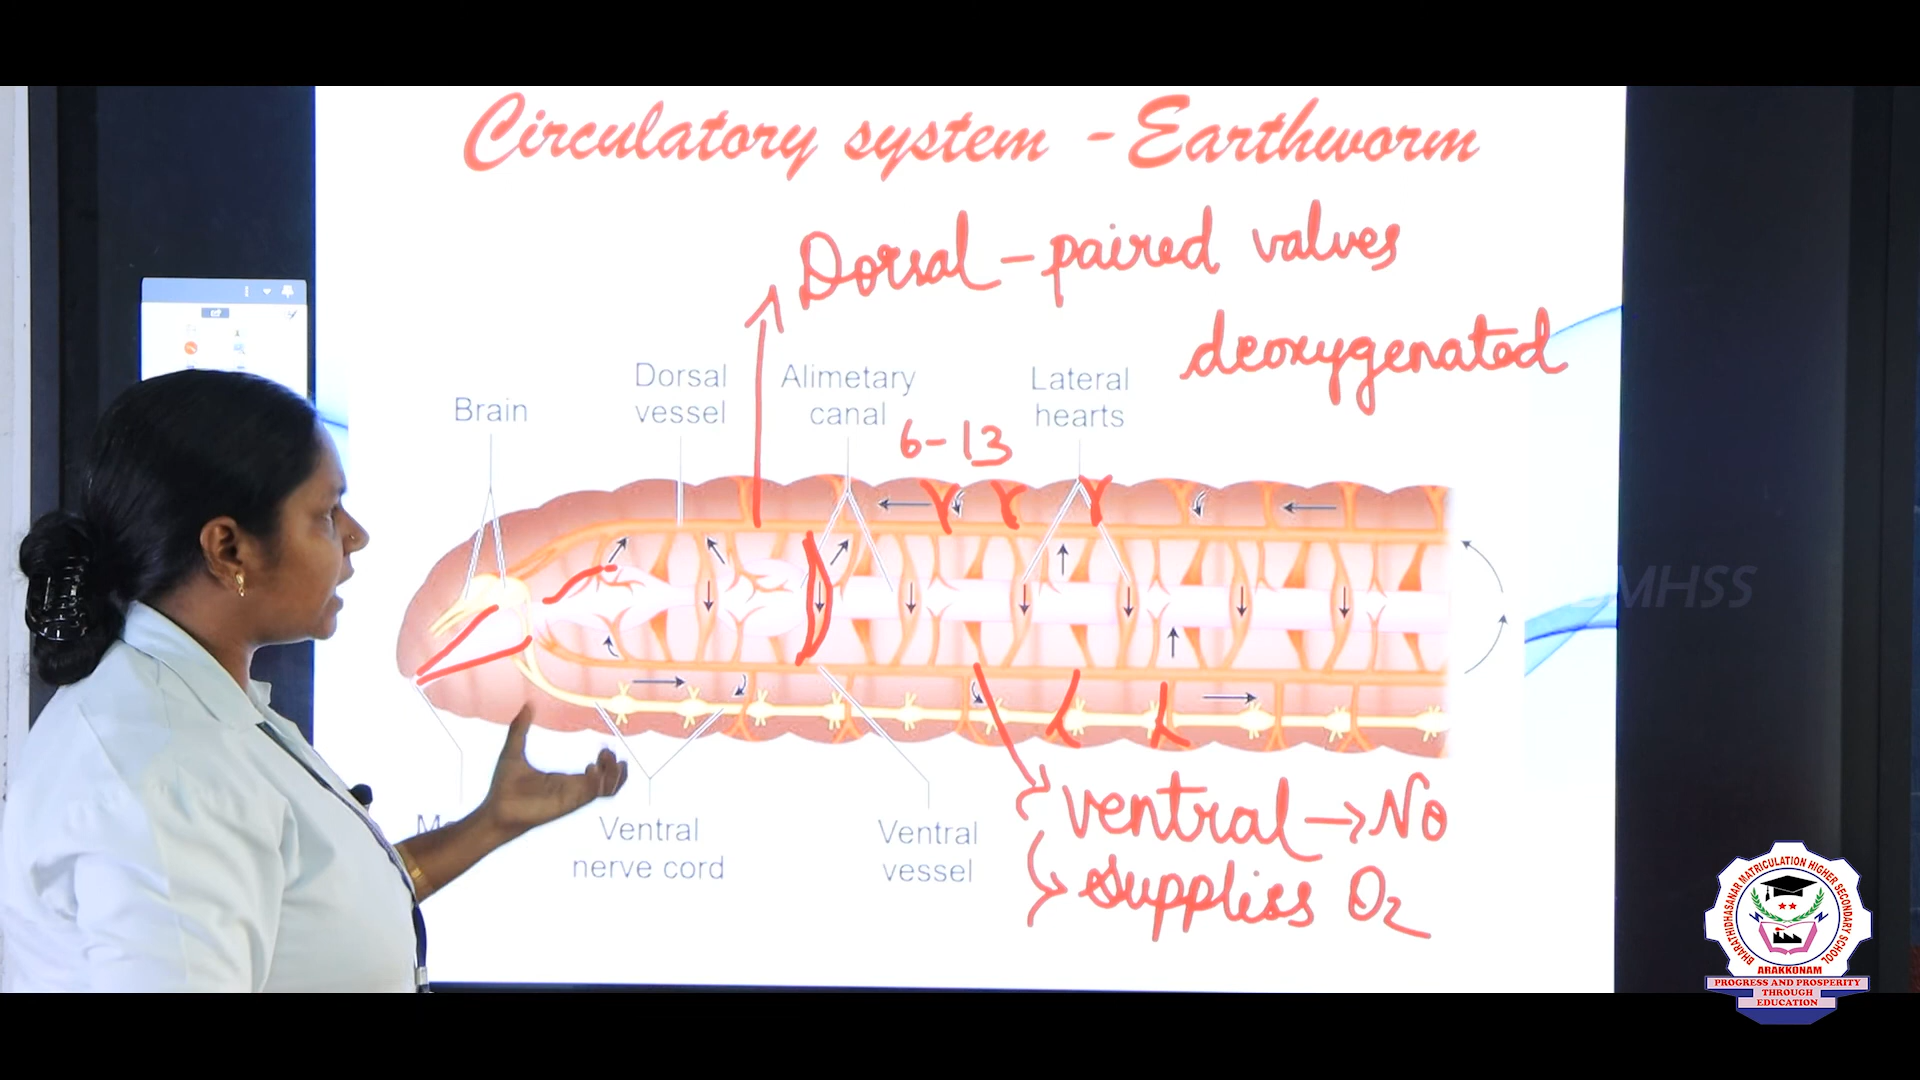 Circulatory system - Earthworm
Dorsal - paired valves
deoxygenated
Dorsal
vessel
Alimetary
canal
Lateral
hearts
Brain
6-13
Ventral
nerve cord
Ventral
vessel
ventral → No
supplies O2
BHARATHIDHASANAR MATRICULATION HIGHER SECONDARY SCHOOL
ARAKKONAM
PROGRESS AND PROSPERITY
THROUGH
EDUCATION